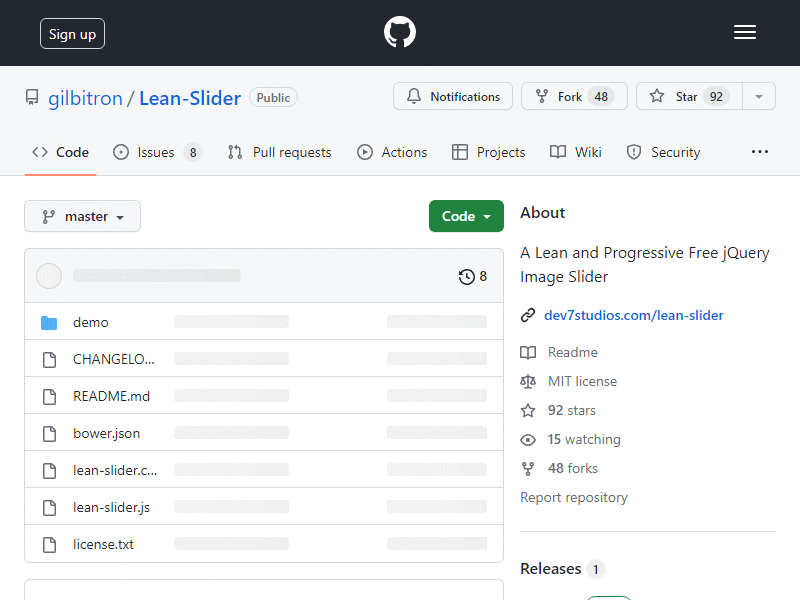 Sign up
gilbitron / Lean-Slider Public
Notifications
Fork 48
Star 92
Code
Issues 8
Pull requests
Actions
Projects
Wiki
Security
master
Code
8
demo
CHANGELO...
README.md
bower.json
lean-slider.c...
lean-slider.js
license.txt
About
A Lean and Progressive Free jQuery
Image Slider
dev7studios.com/lean-slider
Readme
MIT license
92 stars
15 watching
48 forks
Report repository
Releases 1